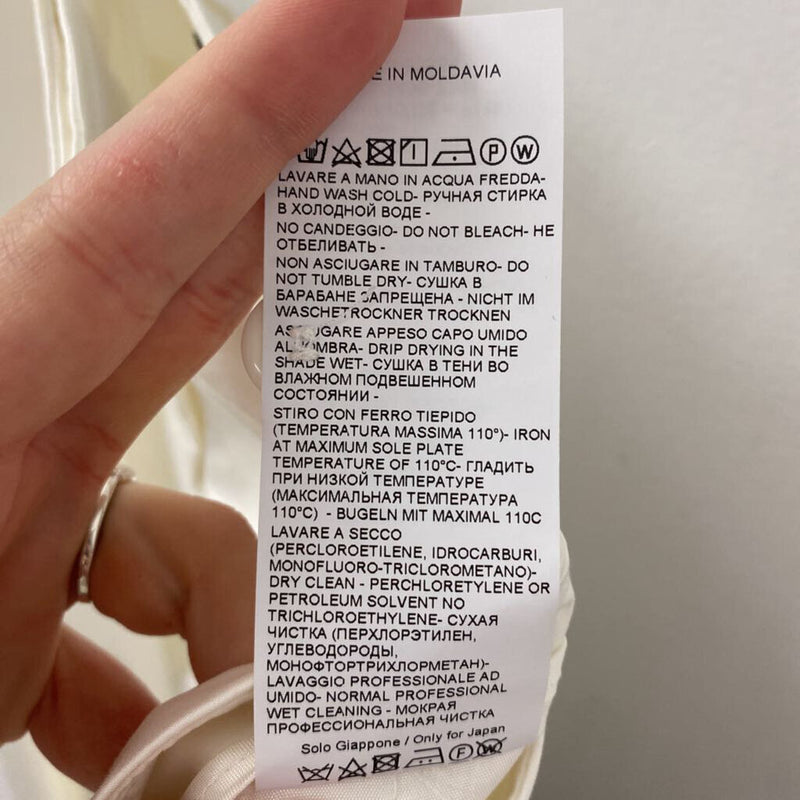 E IN MOLDAVIA
P W
LAVARE A MANO IN ACQUA FREDDA-
HAND WASH COLD- РУЧНАЯ СТИРКА
В ХОЛОДНОЙ ВОДЕ -
NO CANDEGGIO- DO NOT BLEACH- НЕ
ОТБЕЛИВАТЬ -
NON ASCIUGARE IN TAMBURO- DO
NOT TUMBLE DRY- СУШКА В
БАРАБАНЕ ЗАПРЕЩЕНА - NICHT IM
WASCHETROCKNER TROCKNEN
APPESO CAPO UMIDO
DRIP DRYING IN THE
SHADE WET- СУШКА В ТЕНИ ВО
ВЛАЖНОМ ПОДВЕШЕННОМ
СОСТОЯНИИ -
STIRO CON FERRO TIEPIDO
(TEMPERATURA MASSIMA 110°)- IRON
AT MAXIMUM SOLE PLATE
TEMPERATURE OF 110°C- ГЛАДИТЬ
ПРИ НИЗКОЙ ТЕМПЕРАТУРЕ
(МАКСИМАЛЬНАЯ ТЕМПЕРАТУРА
110°C) - BUGELN MIT MAXIMAL 110C
LAVARE A SECCO
(PERCLOROETILENE, IDROCARBURI,
MONOFLUORO-TRICLOROMETANO)-
DRY CLEAN - PERCHLORETYLENE OR
PETROLEUM SOLVENT NO
TRICHLOROETHYLENE- СУХАЯ
ЧИСТКА (ПЕРХЛОРЭТИЛЕН,
УГЛЕВОДОРОДЫ,
МОНОФТОРТРИХЛОРМЕТАН)-
LAVAGGIO PROFESSIONALE AD
UMIDO- NORMAL PROFESSIONAL
WET CLEANING - МОКРАЯ
ПРОФЕССИОНАЛЬНАЯ ЧИСТКА
Solo Giappone / Only for Japan
F W